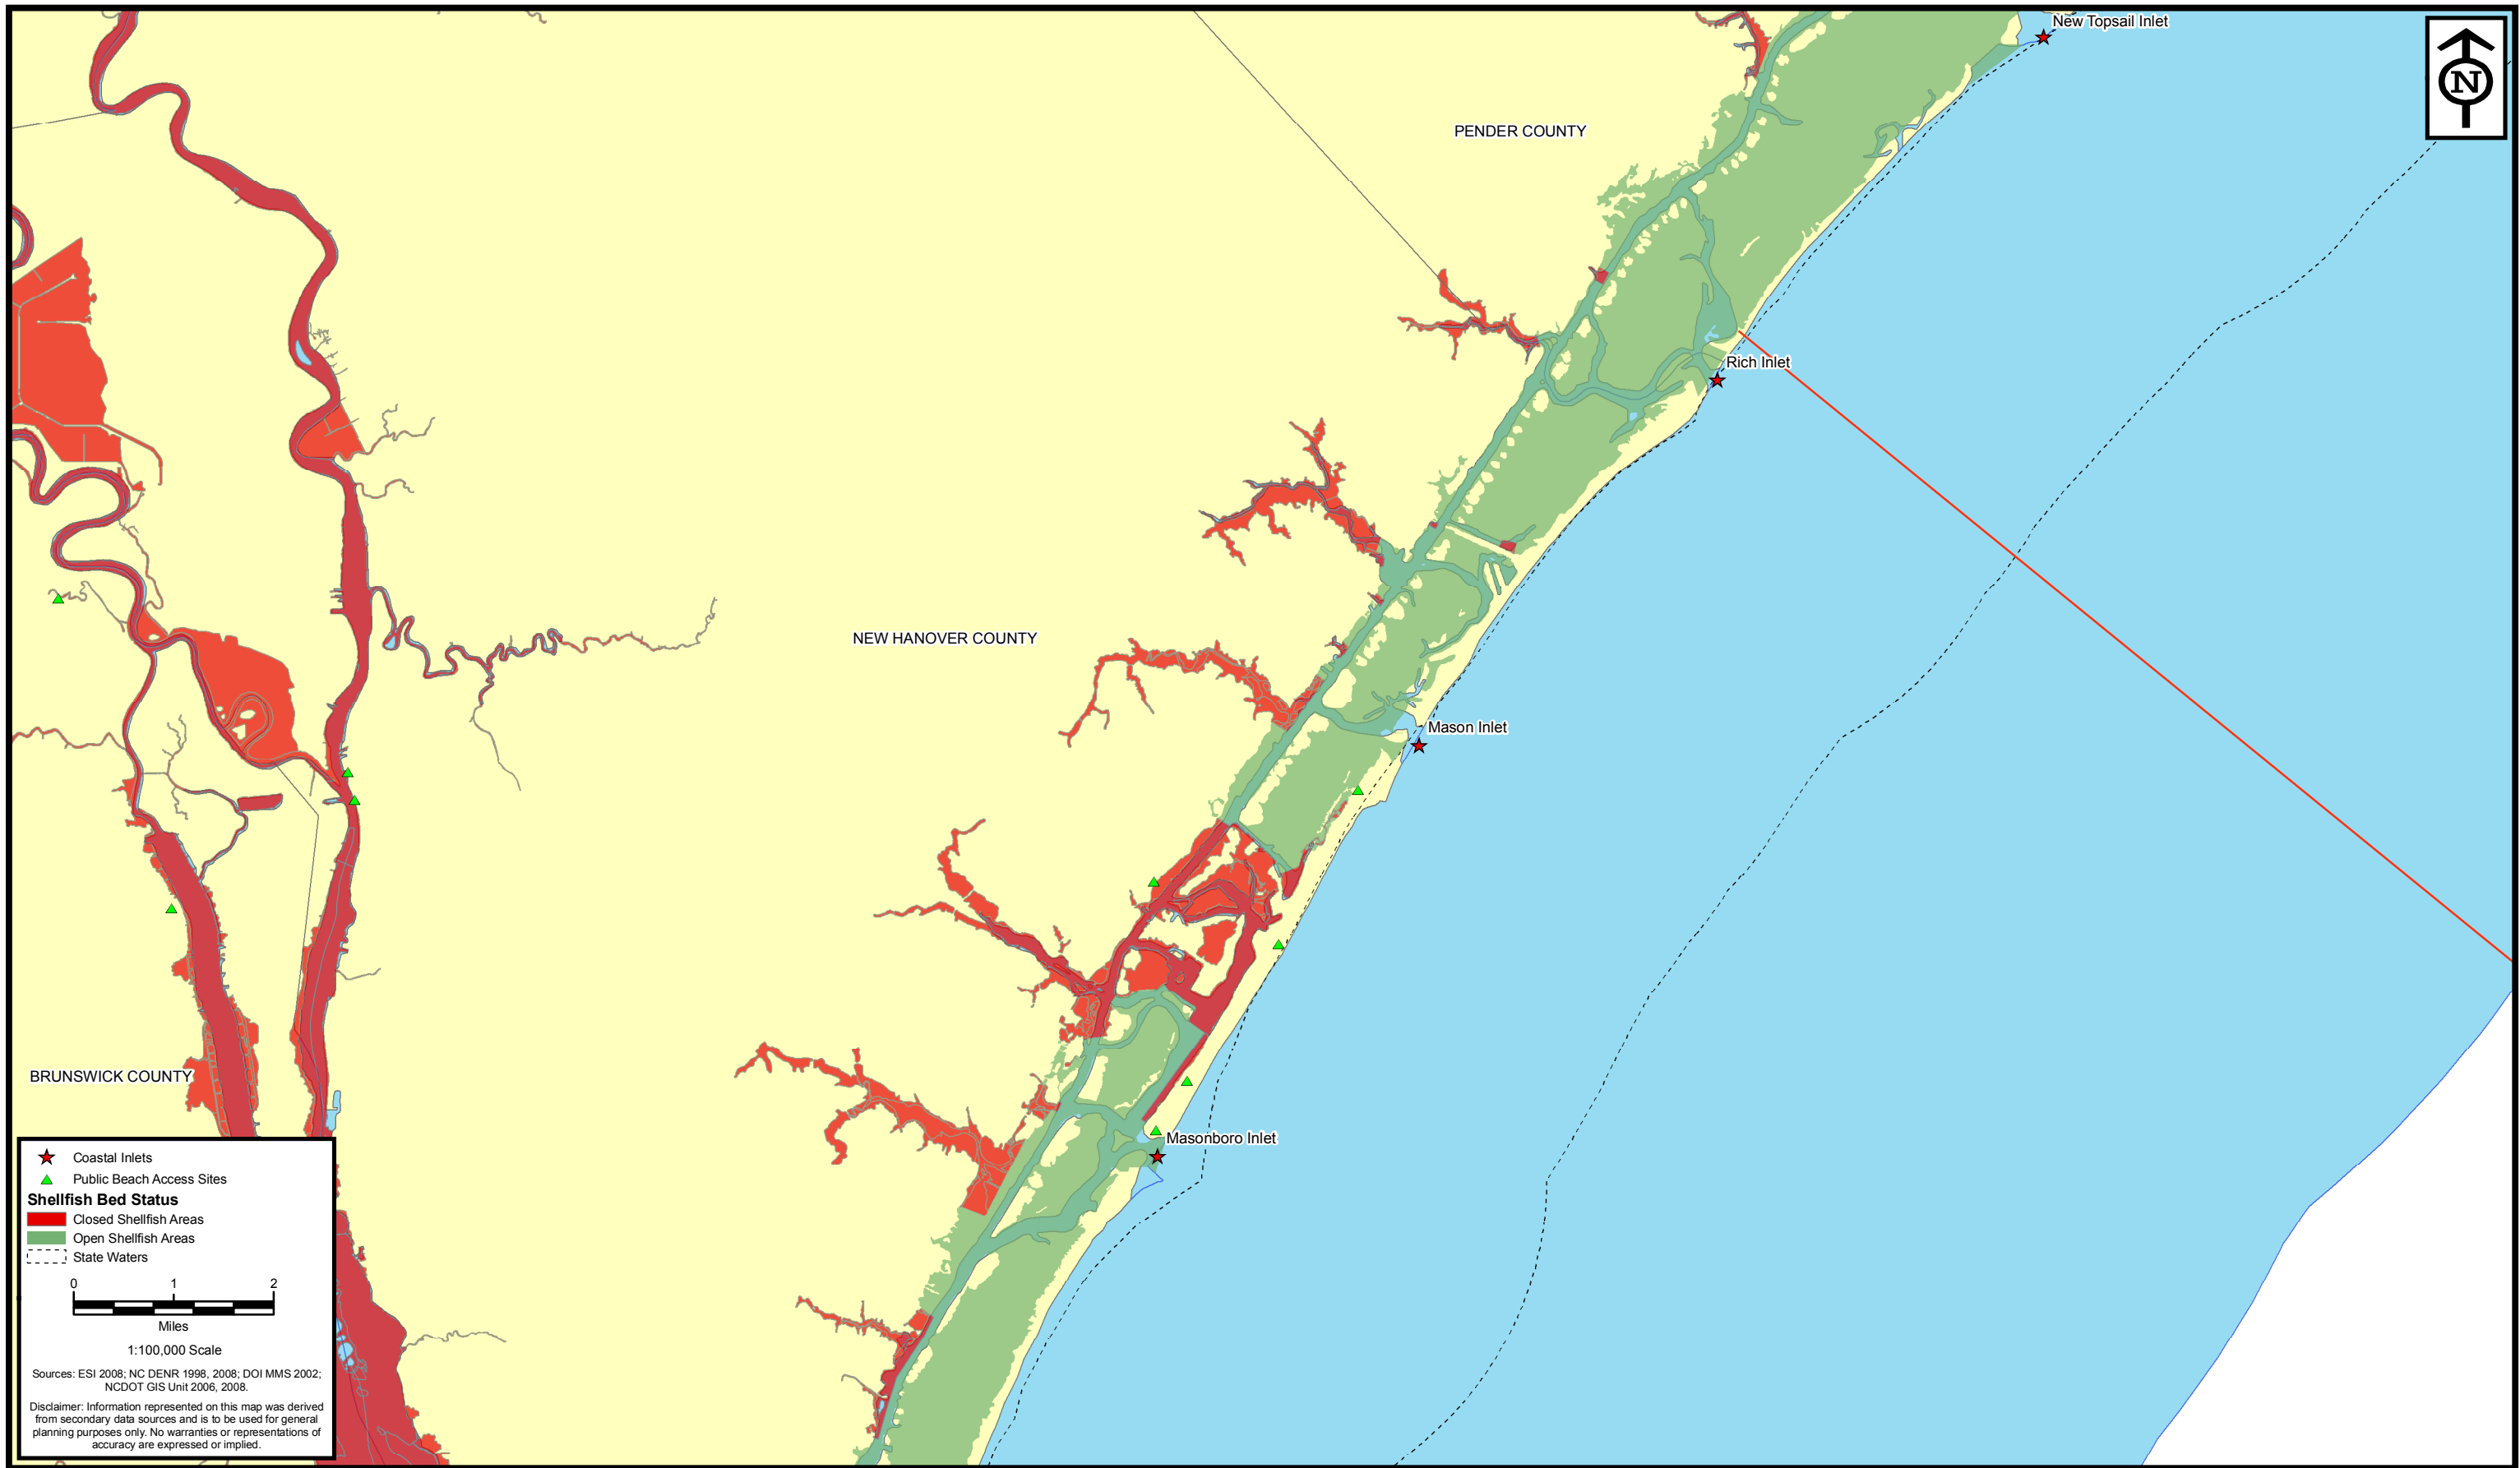 New Topsail Inlet
N
PENDER COUNTY
Rich Inlet
NEW HANOVER COUNTY
Mason Inlet
BRUNSWICK COUNTY
Masonboro Inlet
Coastal Inlets
Public Beach Access Sites
Shellfish Bed Status
Closed Shellfish Areas
Open Shellfish Areas
State Waters
0 1 2
Miles
1:100,000 Scale
Sources: ESI 2008; NC DENR 1998, 2008; DOI MMS 2002;
NCDOT GIS Unit 2006, 2008.
Disclaimer: Information represented on this map was derived
from secondary data sources and is to be used for general
planning purposes only. No warranties or representations of
accuracy are expressed or implied.